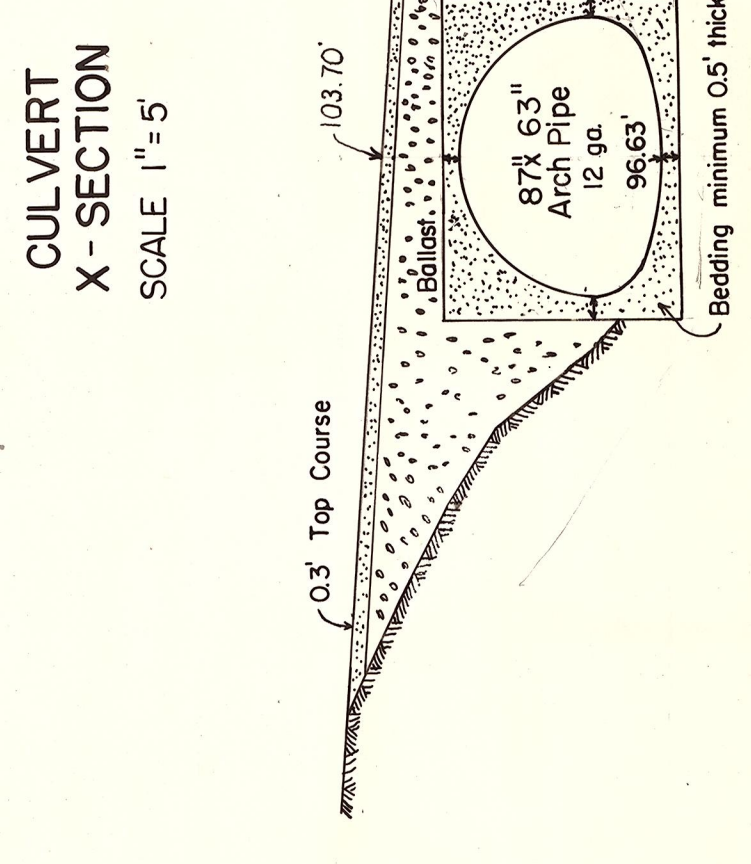 CULVERT
X-SECTION
SCALE 1"=5'
0.3' Top Course
103.70'
Ballast
87"x 63"
Arch Pipe
12 ga.
96.63'
Bedding minimum 0.5' thick